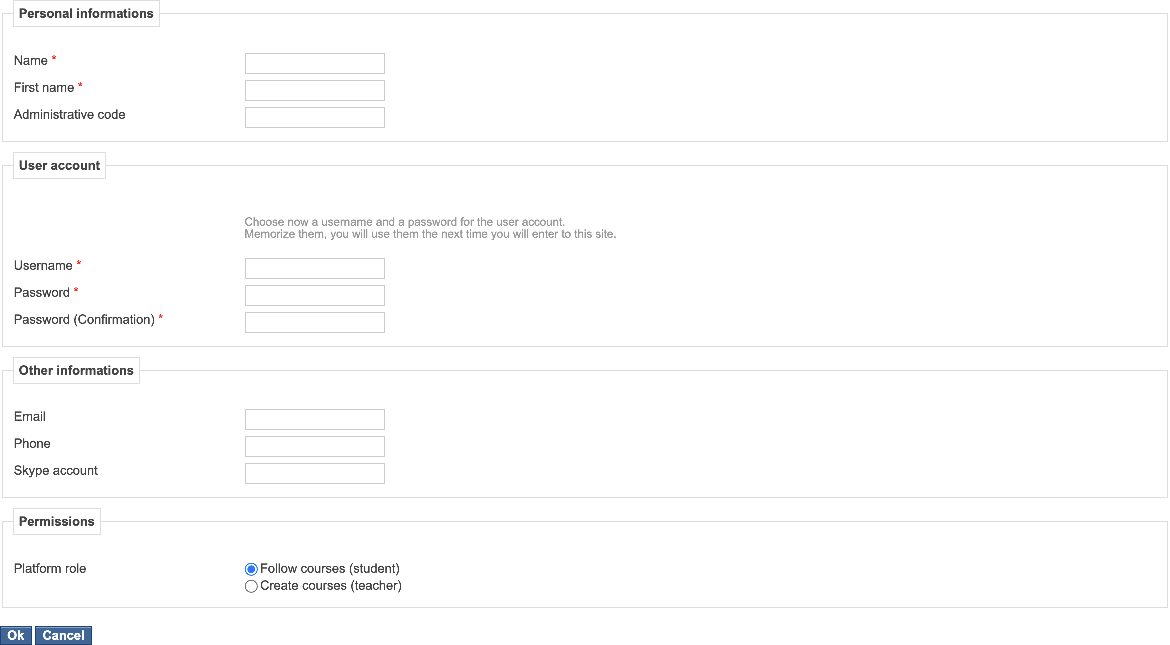 Personal informations
Name *
First name *
Administrative code
User account
Choose now a username and a password for the user account.
Memorize them, you will use them the next time you will enter to this site.
Username *
Password *
Password (Confirmation) *
Other informations
Email
Phone
Skype account
Permissions
Platform role
Follow courses (student)
Create courses (teacher)
Ok Cancel